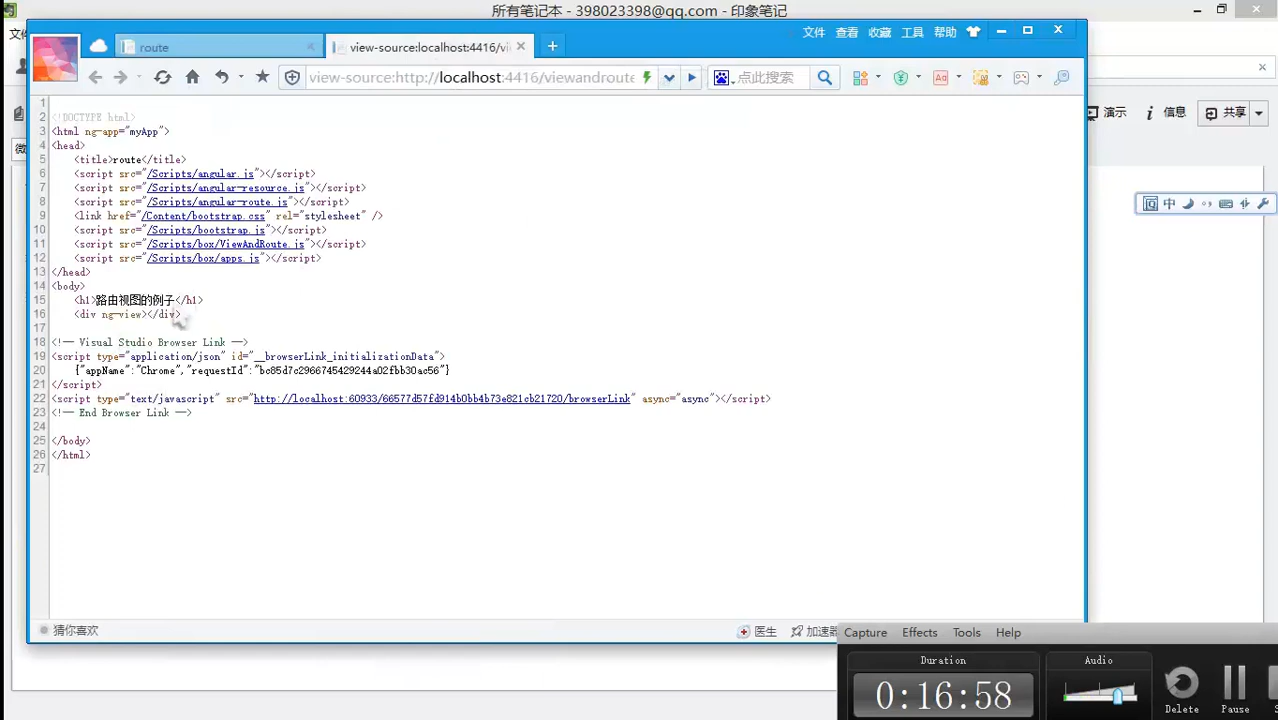 所有笔记本 - 398023398@qq.com - 印象笔记
文件 查看 收藏 工具 帮助
route
view-source:localhost:4416/vi
view-source:http://localhost:4416/viewandroute
点此搜索
演示 信息 共享
中
1
2 <!DOCTYPE html>
3 <html ng-app="myApp">
4 <head>
5 <title>route</title>
6 <script src="/Scripts/angular.js"></script>
7 <script src="/Scripts/angular-resource.js"></script>
8 <script src="/Scripts/angular-route.js"></script>
9 <link href="/Content/bootstrap.css" rel="stylesheet" />
10 <script src="/Scripts/bootstrap.js"></script>
11 <script src="/Scripts/box/ViewAndRoute.js"></script>
12 <script src="/Scripts/box/apps.js"></script>
13 </head>
14 <body>
15 <h1>路由视图的例子</h1>
16 <div ng-view></div>
17
18 <!-- Visual Studio Browser Link -->
19 <script type="application/json" id="__browserLink_initializationData">
20 {"appName":"Chrome","requestId":"bc85d7c2966745429244a02fbb30ac56"}
21 </script>
22 <script type="text/javascript" src="http://localhost:60933/66577d57fd914b0bb4b73e821cb21720/browserLink" async="async"></script>
23 <!-- End Browser Link -->
24
25 </body>
26 </html>
27
猜你喜欢
医生 加速器
Capture Effects Tools Help
Duration Audio
0:16:58
Delete Pause